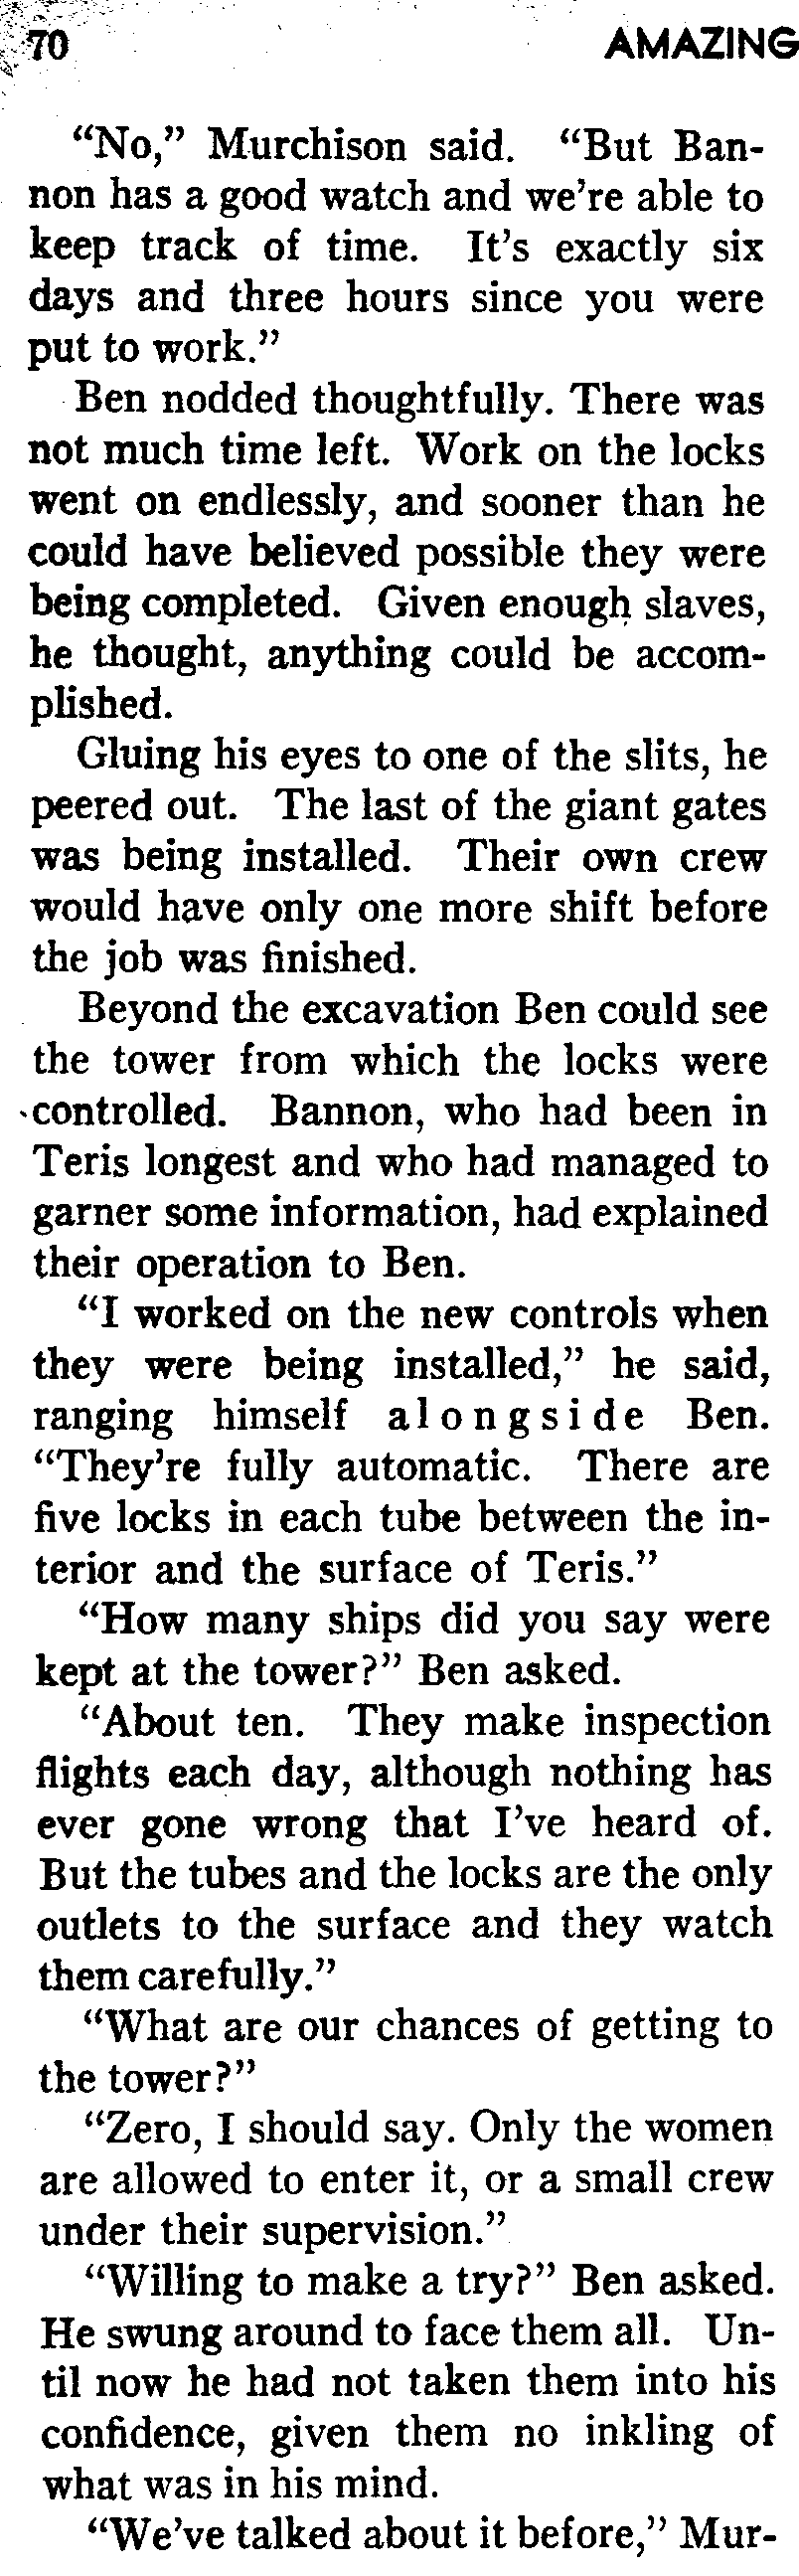 70 AMAZING
“No,” Murchison said. “But Ban-
non has a good watch and we’re able to
keep track of time. It’s exactly six
days and three hours since you were
put to work.”
Ben nodded thoughtfully. There was
not much time left. Work on the locks
went on endlessly, and sooner than he
could have believed possible they were
being completed. Given enough slaves,
he thought, anything could be accom-
plished.
Gluing his eyes to one of the slits, he
peered out. The last of the giant gates
was being installed. Their own crew
would have only one more shift before
the job was finished.
Beyond the excavation Ben could see
the tower from which the locks were
controlled. Bannon, who had been in
Teris longest and who had managed to
garner some information, had explained
their operation to Ben.
“I worked on the new controls when
they were being installed,” he said,
ranging himself alongside Ben.
“They’re fully automatic. There are
five locks in each tube between the in-
terior and the surface of Teris.”
“How many ships did you say were
kept at the tower?” Ben asked.
“About ten. They make inspection
flights each day, although nothing has
ever gone wrong that I’ve heard of.
But the tubes and the locks are the only
outlets to the surface and they watch
them carefully.”
“What are our chances of getting to
the tower?”
“Zero, I should say. Only the women
are allowed to enter it, or a small crew
under their supervision.”
“Willing to make a try?” Ben asked.
He swung around to face them all. Un-
til now he had not taken them into his
confidence, given them no inkling of
what was in his mind.
“We’ve talked about it before,” Mur-